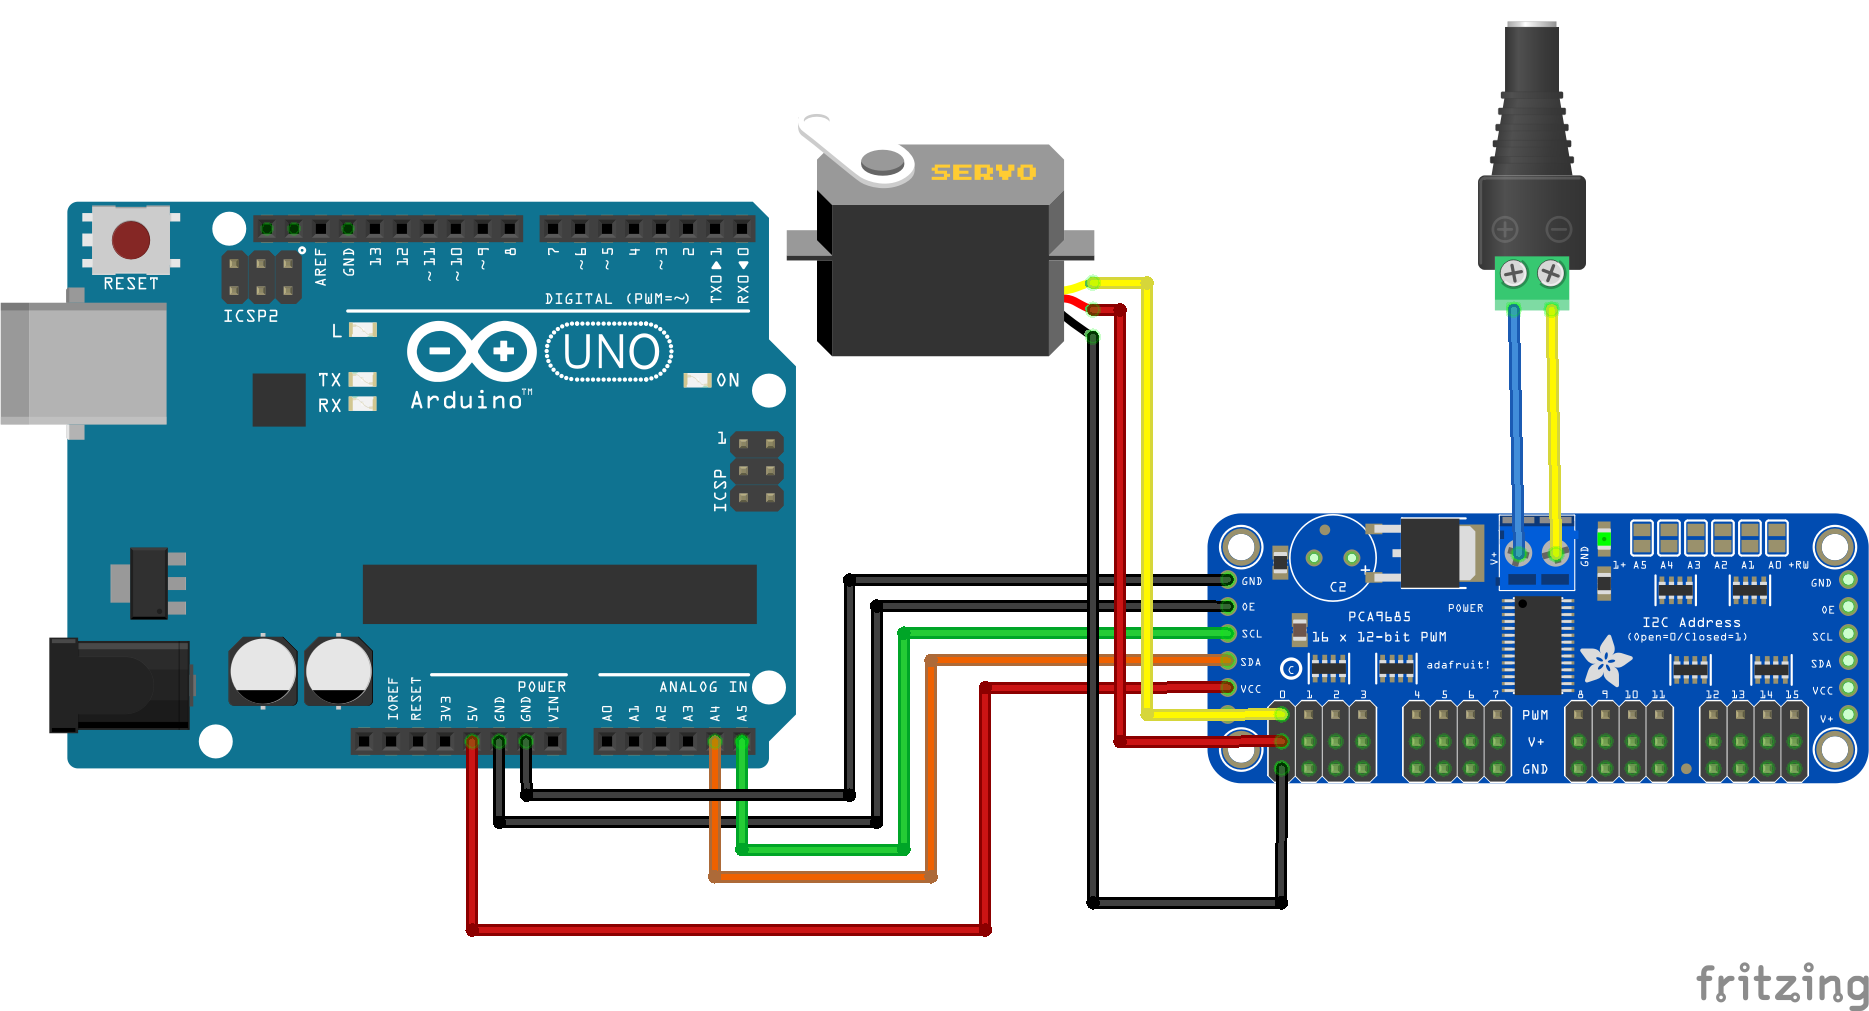 SERVO
RESET
ICSP2
AREF
GND
13
12
~11
~10
~9
8
7
~6
~5
4
~3
2
TX0▶1
RX0◀0
DIGITAL (PWM=~)
L
TX
RX
UNO
ON
Arduino™
1
ICSP
POWER
ANALOG IN
IOREF
RESET
3V3
5V
GND
GND
VIN
A0
A1
A2
A3
A4
A5
V+
GND
1+ A5 A4 A3 A2 A1 A0 +RW
C2
+
GND
OE
SCL
SDA
VCC
POWER
PCA9685
16 x 12-bit PWM
adafruit!
C
I2C Address
(Open=0/Closed=1)
GND
OE
SCL
SDA
VCC
V+
0 1 2 3 4 5 6 7 8 9 10 11 12 13 14 15
PWM
V+
GND
fritzing